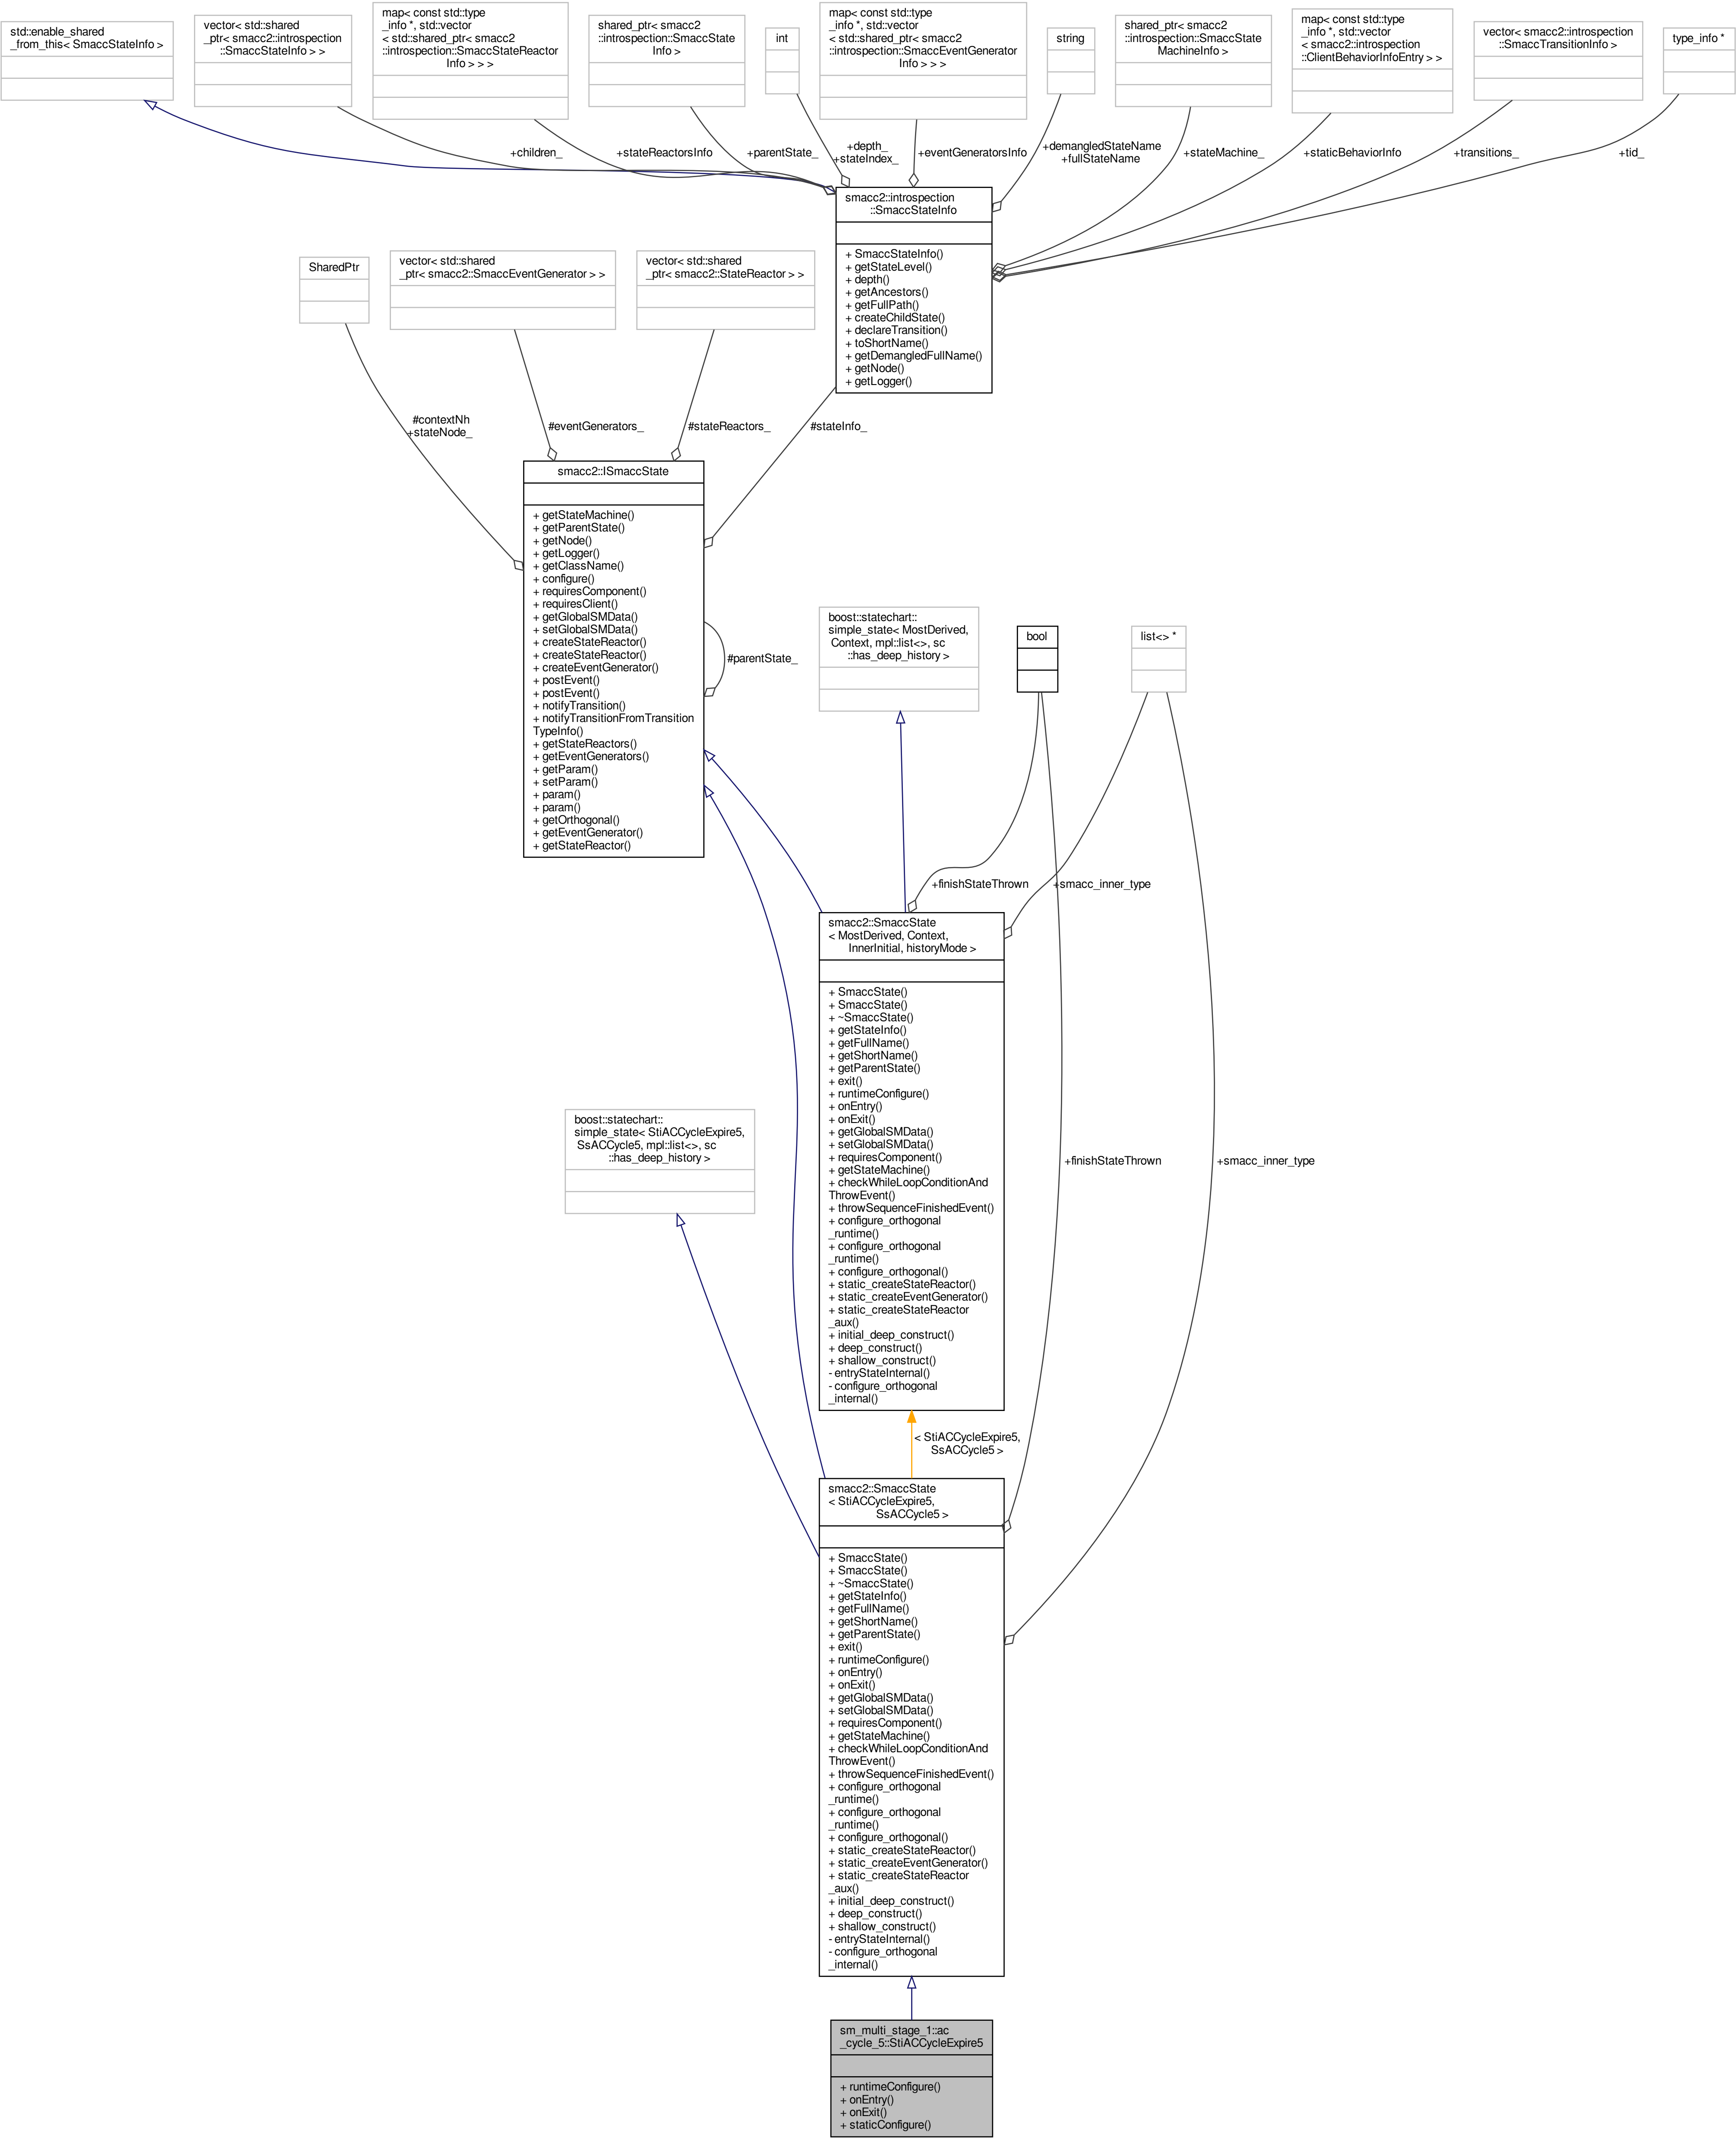 std::enable_shared
_from_this< SmaccStateInfo >
vector< std::shared
_ptr< smacc2::introspection
::SmaccStateInfo > >
map< const std::type
_info *, std::vector
< std::shared_ptr< smacc2
::introspection::SmaccStateReactor
Info > > >
shared_ptr< smacc2
::introspection::SmaccState
Info >
int
map< const std::type
_info *, std::vector
< std::shared_ptr< smacc2
::introspection::SmaccEventGenerator
Info > > >
string
shared_ptr< smacc2
::introspection::SmaccState
MachineInfo >
map< const std::type
_info *, std::vector
< smacc2::introspection
::ClientBehaviorInfoEntry > >
vector< smacc2::introspection
::SmaccTransitionInfo >
type_info *
+children_
+stateReactorsInfo
+parentState_
+depth_
+stateIndex_
+eventGeneratorsInfo
+demangledStateName
+fullStateName
+stateMachine_
+staticBehaviorInfo
+transitions_
+tid_
smacc2::introspection
::SmaccStateInfo
+ SmaccStateInfo()
+ getStateLevel()
+ depth()
+ getAncestors()
+ getFullPath()
+ createChildState()
+ declareTransition()
+ toShortName()
+ getDemangledFullName()
+ getNode()
+ getLogger()
SharedPtr
vector< std::shared
_ptr< smacc2::SmaccEventGenerator > >
vector< std::shared
_ptr< smacc2::StateReactor > >
#contextNh
+stateNode_
#eventGenerators_
#stateReactors_
#stateInfo_
smacc2::ISmaccState
+ getStateMachine()
+ getParentState()
+ getNode()
+ getLogger()
+ getClassName()
+ configure()
+ requiresComponent()
+ requiresClient()
+ getGlobalSMData()
+ setGlobalSMData()
+ createStateReactor()
+ createStateReactor()
+ createEventGenerator()
+ postEvent()
+ postEvent()
+ notifyTransition()
+ notifyTransitionFromTransition
TypeInfo()
+ getStateReactors()
+ getEventGenerators()
+ getParam()
+ setParam()
+ param()
+ param()
+ getOrthogonal()
+ getEventGenerator()
+ getStateReactor()
#parentState_
boost::statechart::
simple_state< MostDerived,
Context, mpl::list<>, sc
::has_deep_history >
bool
list<> *
+finishStateThrown
+smacc_inner_type
smacc2::SmaccState
< MostDerived, Context,
InnerInitial, historyMode >
+ SmaccState()
+ SmaccState()
+ ~SmaccState()
+ getStateInfo()
+ getFullName()
+ getShortName()
+ getParentState()
+ exit()
+ runtimeConfigure()
+ onEntry()
+ onExit()
+ getGlobalSMData()
+ setGlobalSMData()
+ requiresComponent()
+ getStateMachine()
+ checkWhileLoopConditionAnd
ThrowEvent()
+ throwSequenceFinishedEvent()
+ configure_orthogonal
_runtime()
+ configure_orthogonal
_runtime()
+ configure_orthogonal()
+ static_createStateReactor()
+ static_createEventGenerator()
+ static_createStateReactor
_aux()
+ initial_deep_construct()
+ deep_construct()
+ shallow_construct()
- entryStateInternal()
- configure_orthogonal
_internal()
boost::statechart::
simple_state< StiACCycleExpire5,
SsACCycle5, mpl::list<>, sc
::has_deep_history >
+finishStateThrown
+smacc_inner_type
< StiACCycleExpire5,
SsACCycle5 >
smacc2::SmaccState
< StiACCycleExpire5,
SsACCycle5 >
+ SmaccState()
+ SmaccState()
+ ~SmaccState()
+ getStateInfo()
+ getFullName()
+ getShortName()
+ getParentState()
+ exit()
+ runtimeConfigure()
+ onEntry()
+ onExit()
+ getGlobalSMData()
+ setGlobalSMData()
+ requiresComponent()
+ getStateMachine()
+ checkWhileLoopConditionAnd
ThrowEvent()
+ throwSequenceFinishedEvent()
+ configure_orthogonal
_runtime()
+ configure_orthogonal
_runtime()
+ configure_orthogonal()
+ static_createStateReactor()
+ static_createEventGenerator()
+ static_createStateReactor
_aux()
+ initial_deep_construct()
+ deep_construct()
+ shallow_construct()
- entryStateInternal()
- configure_orthogonal
_internal()
sm_multi_stage_1::ac
_cycle_5::StiACCycleExpire5
+ runtimeConfigure()
+ onEntry()
+ onExit()
+ staticConfigure()